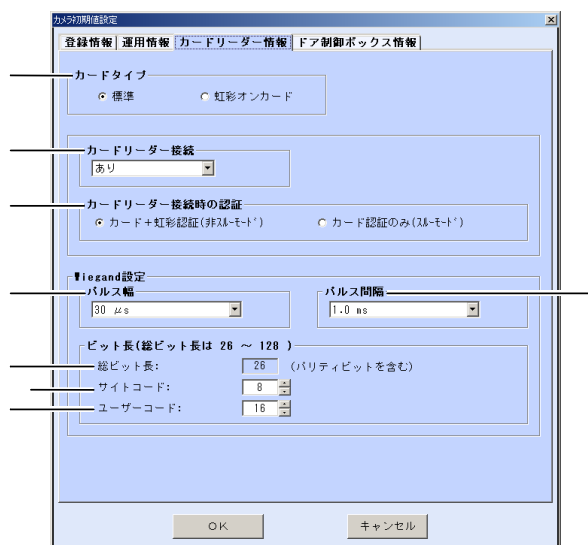 カメラ初期値設定
登録情報 運用情報 カードリーダー情報 ドア制御ボックス情報
カードタイプ
標準 虹彩オンカード
カードリーダー接続
あり
カードリーダー接続時の認証
カード＋虹彩認証(非ｽﾙｰﾓｰﾄﾞ) カード認証のみ(ｽﾙｰﾓｰﾄﾞ)
Wiegand設定
パルス幅 パルス間隔
30 μs 1.0 ms
ビット長(総ビット長は 26 ～ 128 )
総ビット長: 26 (パリティビットを含む)
サイトコード: 8
ユーザーコード: 16
OK キャンセル